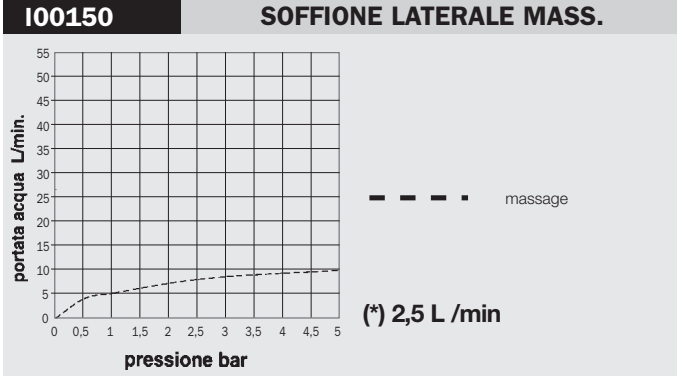 I00150
SOFFIONE LATERALE MASS.
portata acqua L/min.
55
50
45
40
35
30
25
20
15
10
5
0
0 0,5 1 1,5 2 2,5 3 3,5 4 4,5 5
pressione bar
massage
(*) 2,5 L /min